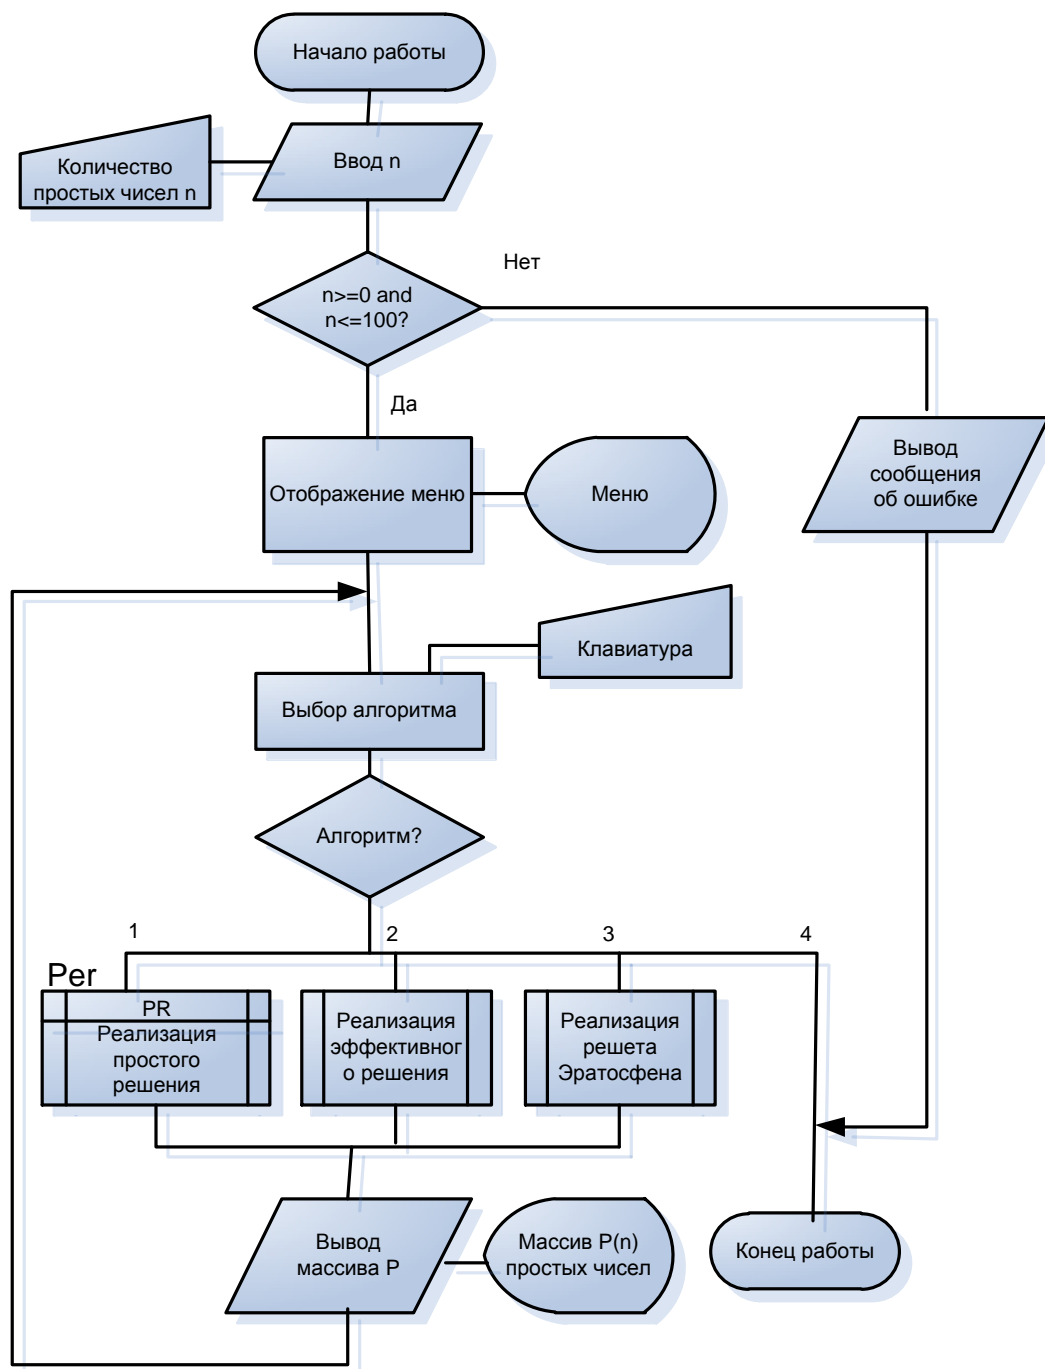 Начало работы
Ввод n
Количество
простых чисел n
Нет
n>=0 and
n<=100?
Да
Отображение меню
Меню
Вывод
сообщения
об ошибке
Клавиатура
Выбор алгоритма
Алгоритм?
1
2
3
4
Per
PR
Реализация
простого
решения
Реализация
эффективног
о решения
Реализация
решета
Эратосфена
Вывод
массива P
Массив P(n)
простых чисел
Конец работы